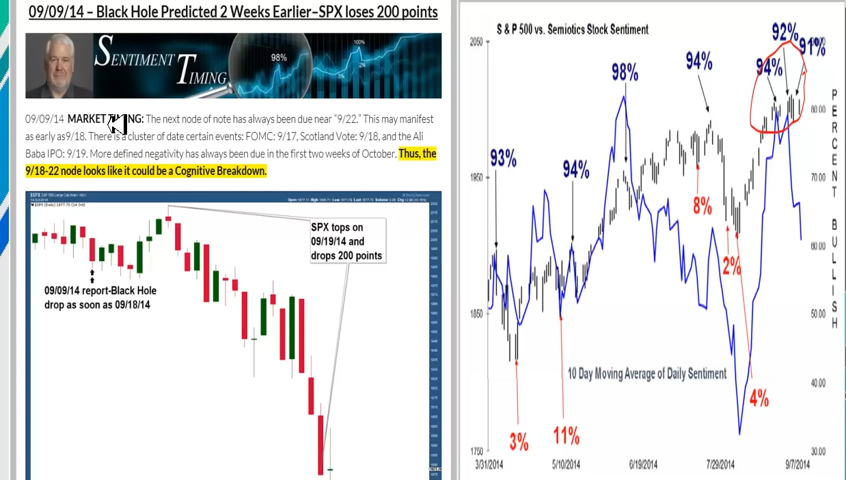 09/09/14 – Black Hole Predicted 2 Weeks Earlier–SPX loses 200 points
SENTIMENT
TIMING
98%
100%
2%
09/09/14 MARKET TIMING: The next node of note has always been due near "9/22. This may manifest
as early as9/18. There is a cluster of date certain events: FOMC: 9/17, Scotland Vote: 9/18, and the Ali
Baba IPO: 9/19. More defined negativity has always been due in the first two weeks of October. Thus, the
9/18-22 node looks like it could be a Cognitive Breakdown.
SPX tops on
09/19/14 and
drops 200 points
09/09/14 report-Black Hole
drop as soon as 09/18/14
S & P 500 vs. Semiotics Stock Sentiment
2050
1950
1850
1750
93%
94%
98%
94%
94%
92%
91%
8%
2%
4%
3%
11%
10 Day Moving Average of Daily Sentiment
80.00
70.00
60.00
50.00
40.00
30.00
PERCENT BULLISH
3/31/2014
5/10/2014
6/19/2014
7/29/2014
9/7/2014